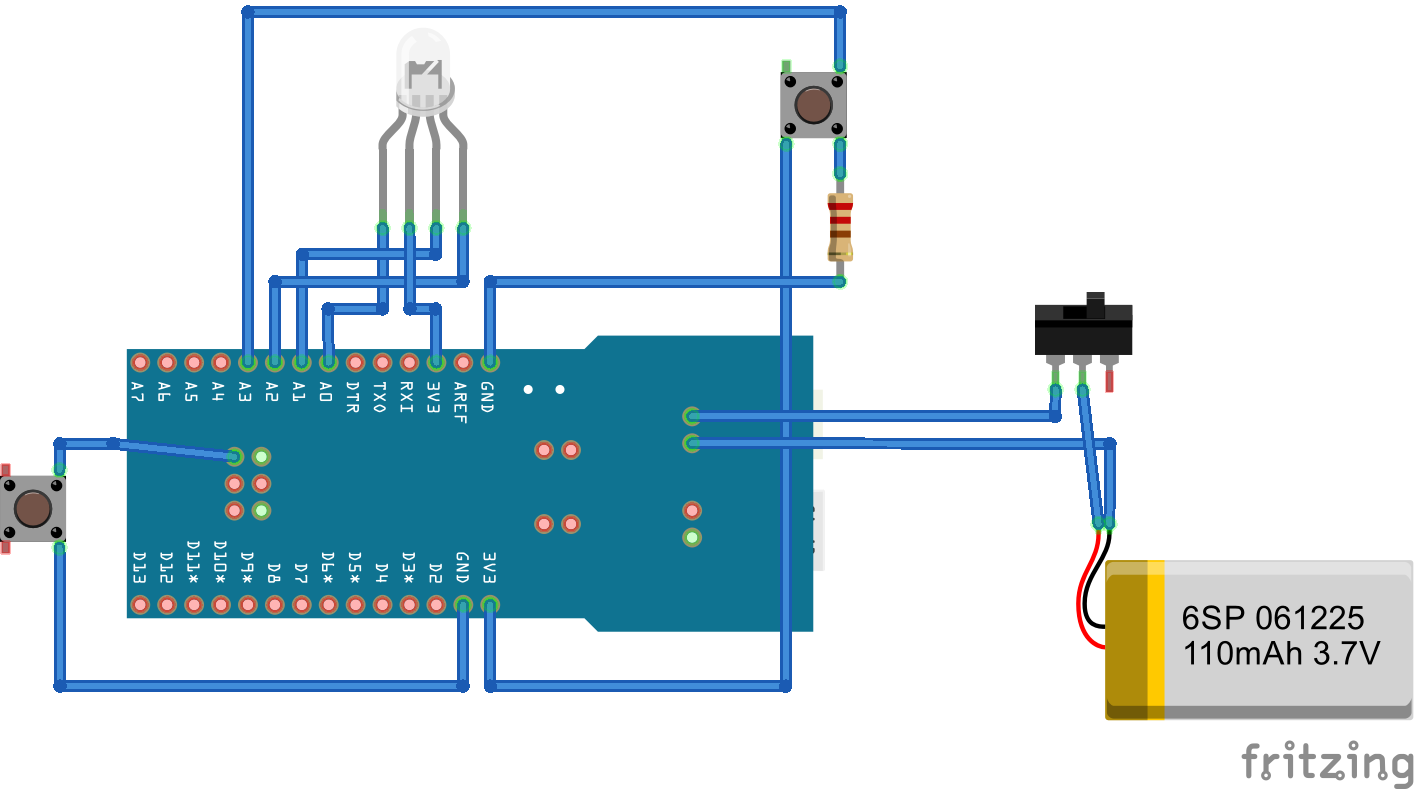 A7
A6
A5
A4
A3
A2
A1
A0
DTR
TXO
RXI
3V3
AREF
GND
D13
D12
D11*
D10*
D9*
D8
D7
D6*
D5*
D4
D3*
D2
GND
3V3
6SP 061225
110mAh 3.7V
fritzing